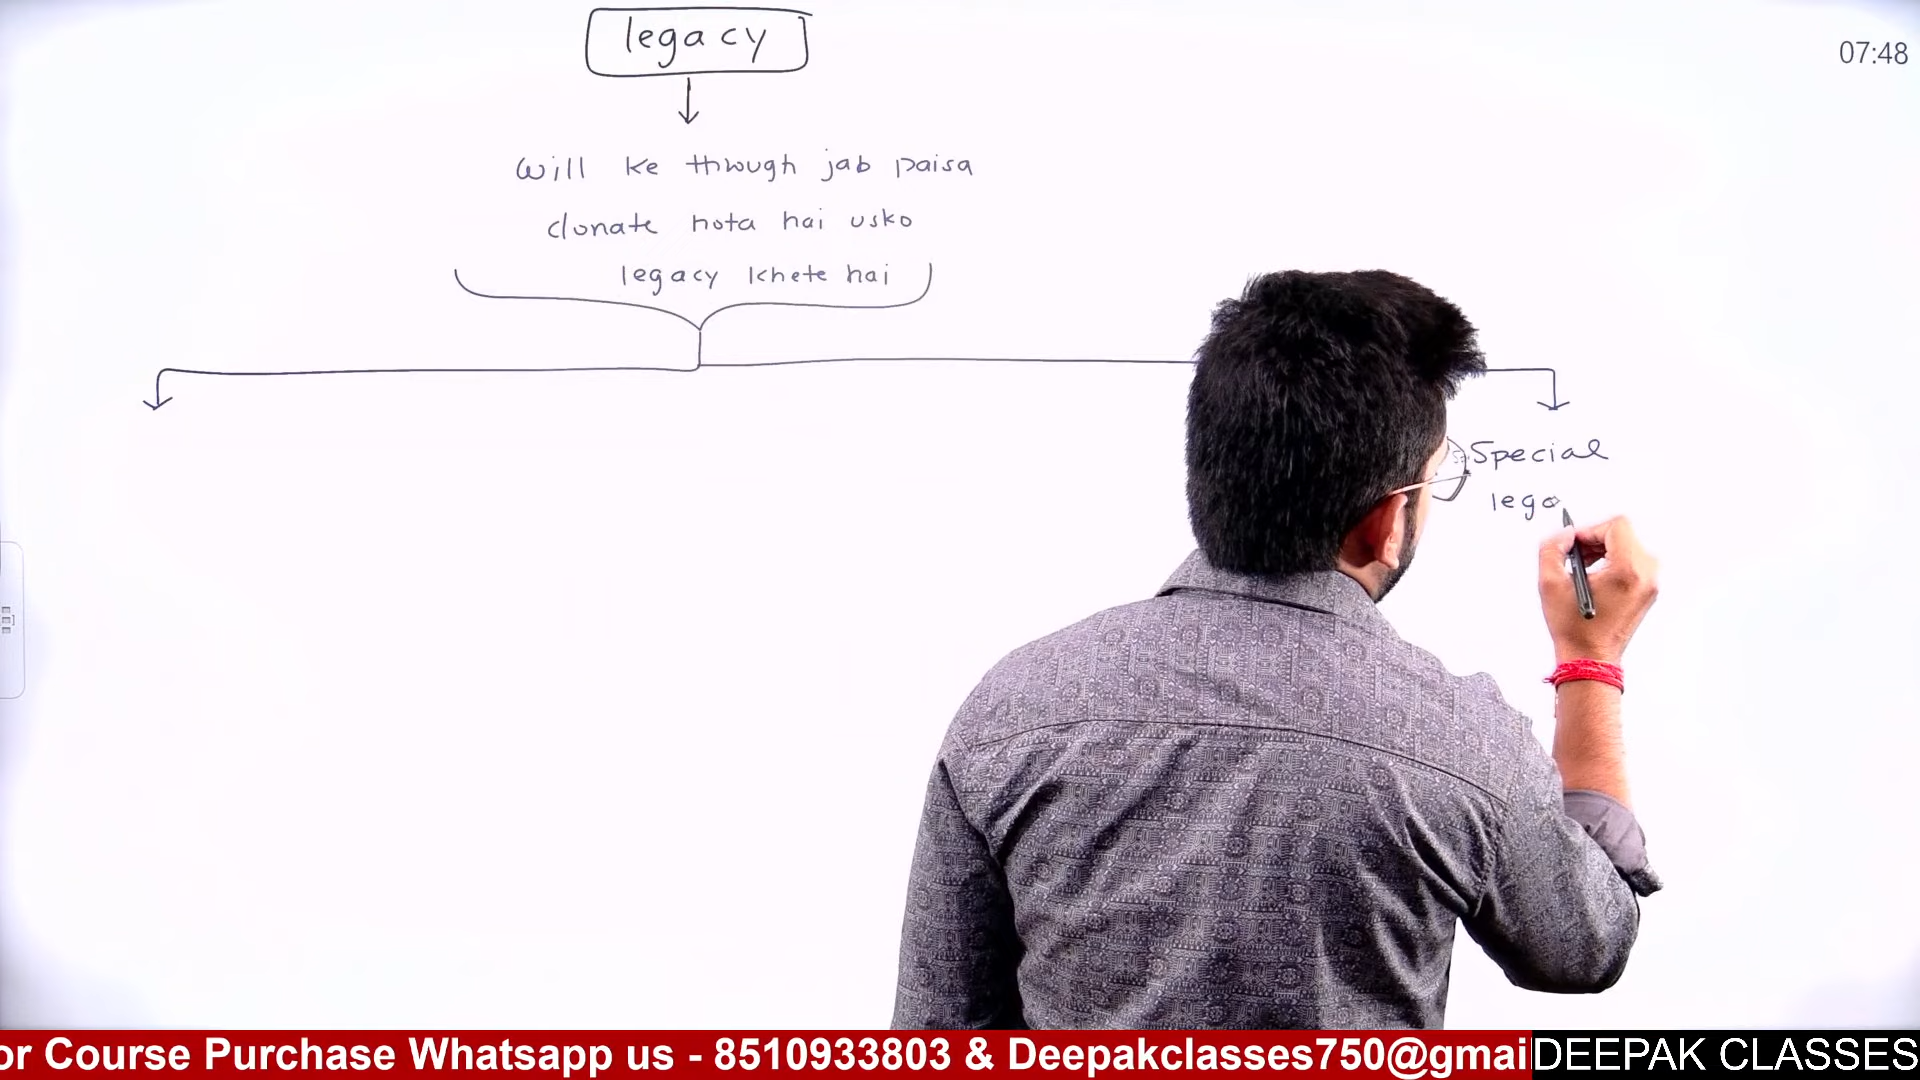 legacy
07:48
will ke through jab paisa
donate hota hai usko
legacy khete hai
Special
lega
or Course Purchase Whatsapp us - 8510933803 & Deepakclasses750@gmai
DEEPAK CLASSES